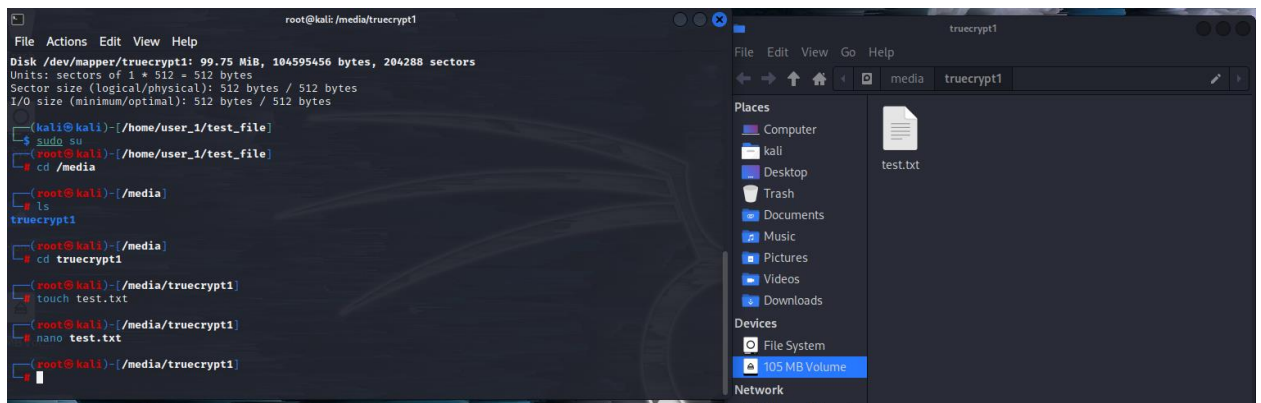 root@kali: /media/truecrypt1
File Actions Edit View Help
Disk /dev/mapper/truecrypt1: 99.75 MiB, 104595456 bytes, 204288 sectors
Units: sectors of 1 * 512 = 512 bytes
Sector size (logical/physical): 512 bytes / 512 bytes
I/O size (minimum/optimal): 512 bytes / 512 bytes
(kali㉿kali)-[/home/user_1/test_file]
$ sudo su
(root㉿kali)-[/home/user_1/test_file]
# cd /media
(root㉿kali)-[/media]
# ls
truecrypt1
(root㉿kali)-[/media]
# cd truecrypt1
(root㉿kali)-[/media/truecrypt1]
# touch test.txt
(root㉿kali)-[/media/truecrypt1]
# nano test.txt
(root㉿kali)-[/media/truecrypt1]
#
truecrypt1
File Edit View Go Help
media truecrypt1
Places
Computer
kali
Desktop
Trash
Documents
Music
Pictures
Videos
Downloads
Devices
File System
105 MB Volume
Network
test.txt